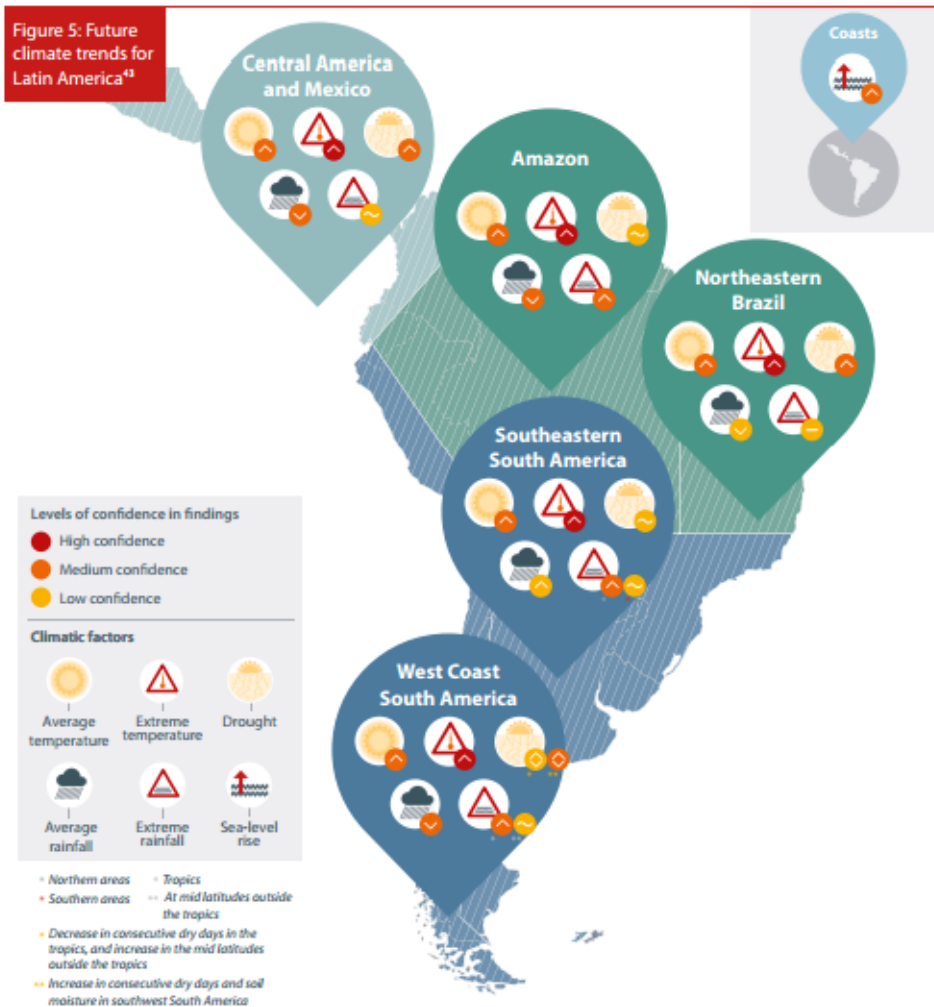 Figure 5: Future
climate trends for
Latin America43
Central America
and Mexico
Coasts
Amazon
Northeastern
Brazil
Southeastern
South America
West Coast
South America
Levels of confidence in findings
High confidence
Medium confidence
Low confidence
Climatic factors
Average
temperature
Extreme
temperature
Drought
Average
rainfall
Extreme
rainfall
Sea-level
rise
* Northern areas
* Southern areas
* Tropics
** At mid latitudes outside
the tropics
* Decrease in consecutive dry days in the
tropics, and increase in the mid latitudes
outside the tropics
** Increase in consecutive dry days and soil
moisture in southwest South America